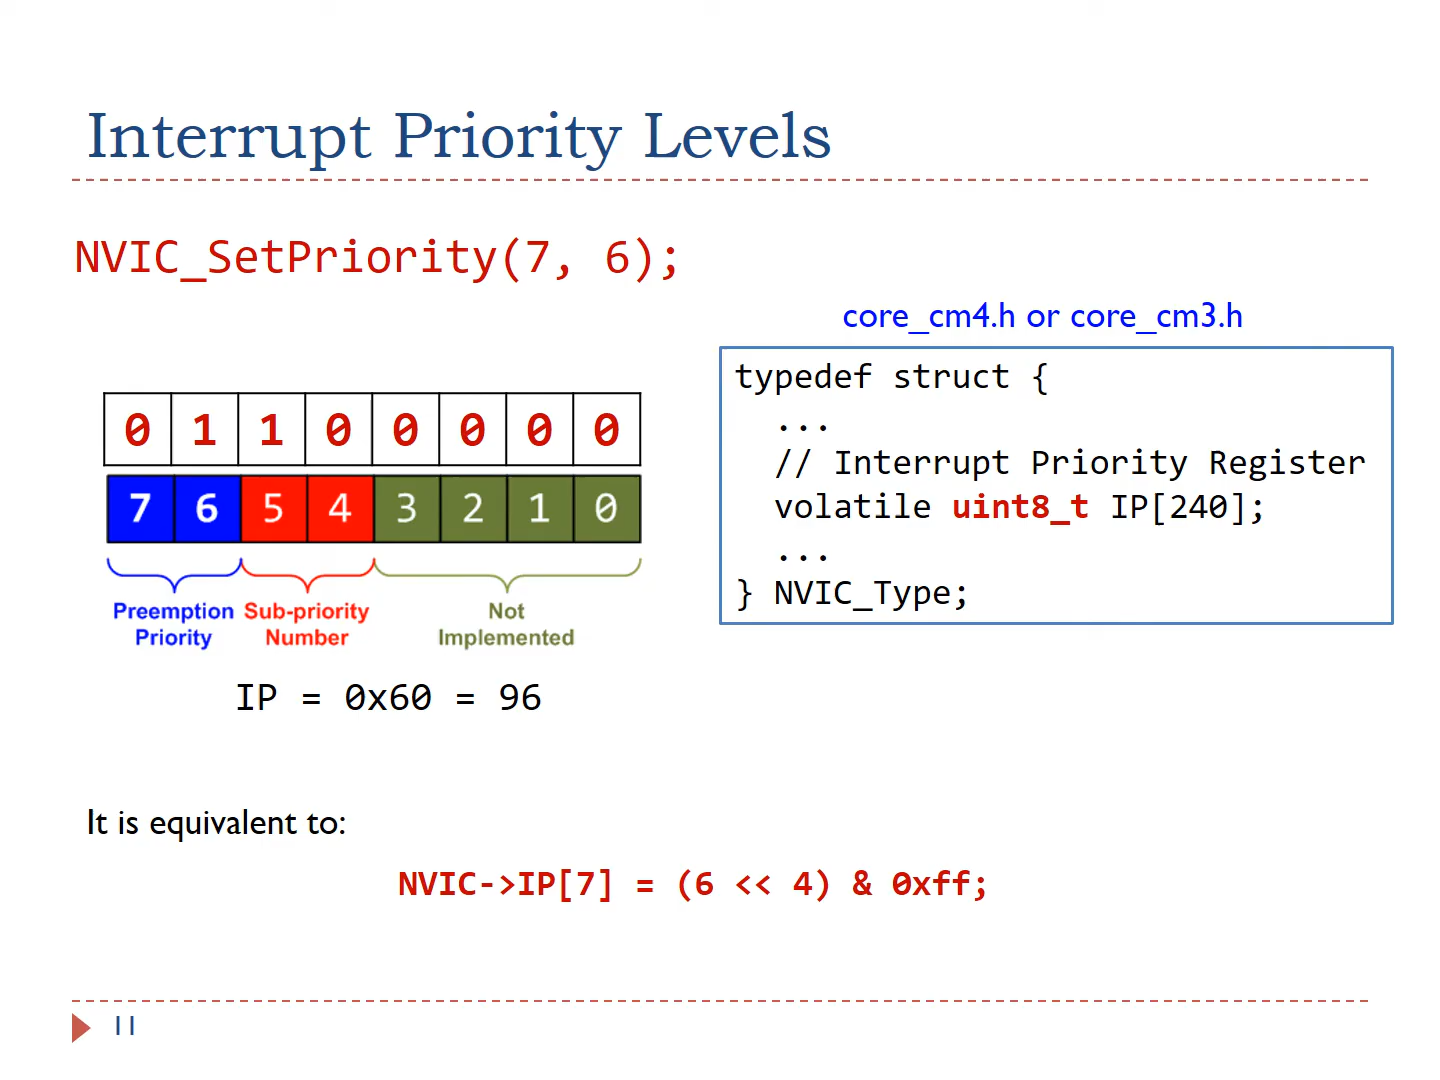 Interrupt Priority Levels
NVIC_SetPriority(7, 6);
core_cm4.h or core_cm3.h
typedef struct {
...
// Interrupt Priority Register
volatile uint8_t IP[240];
...
} NVIC_Type;
0 1 1 0 0 0 0 0
7 6 5 4 3 2 1 0
Preemption Priority
Sub-priority Number
Not Implemented
IP = 0x60 = 96
It is equivalent to:
NVIC->IP[7] = (6 << 4) & 0xff;
11